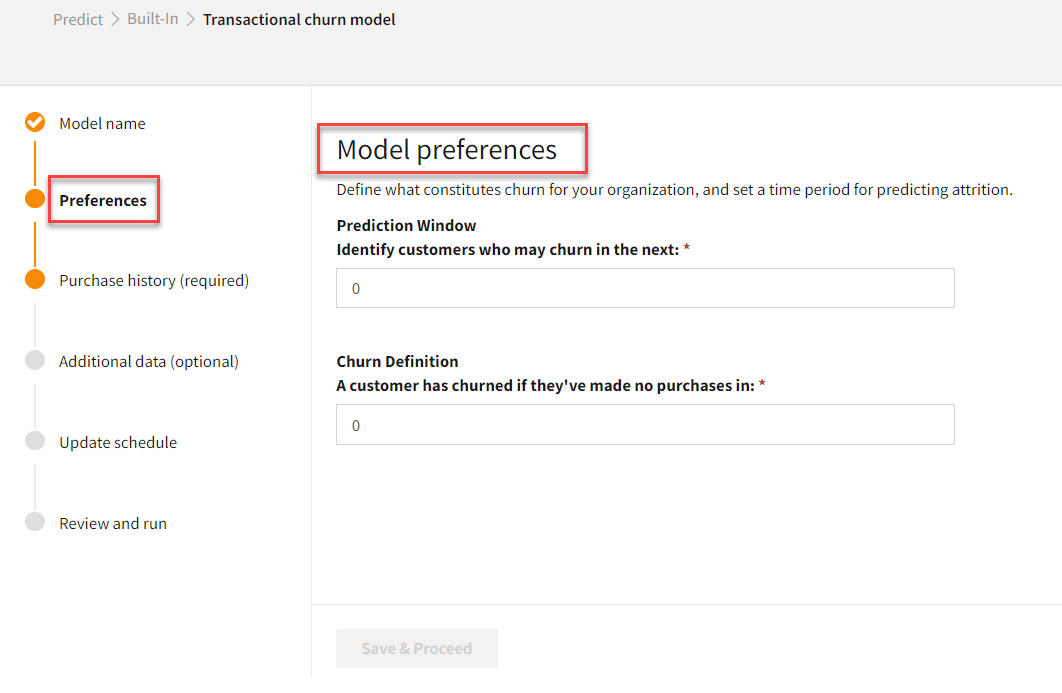 Predict > Built-In > Transactional churn model
Model name
Preferences
Purchase history (required)
Additional data (optional)
Update schedule
Review and run
Model preferences
Define what constitutes churn for your organization, and set a time period for predicting attrition.
Prediction Window
Identify customers who may churn in the next: *
0
Churn Definition
A customer has churned if they've made no purchases in: *
0
Save & Proceed